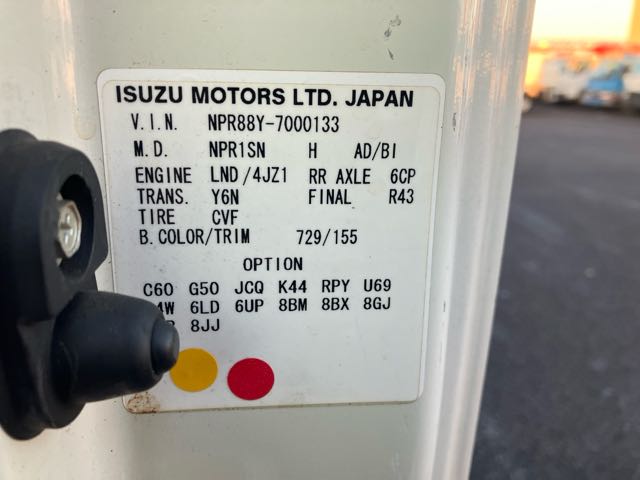 ISUZU MOTORS LTD. JAPAN
V.I.N. NPR88Y-7000133
M.D. NPR1SN H AD/BI
ENGINE LND/4JZ1 RR AXLE 6CP
TRANS. Y6N FINAL R43
TIRE CVF
B.COLOR/TRIM 729/155
OPTION
C60 G50 JCQ K44 RPY U69
6LD 6UP 8BM 8BX 8GJ
8JJ